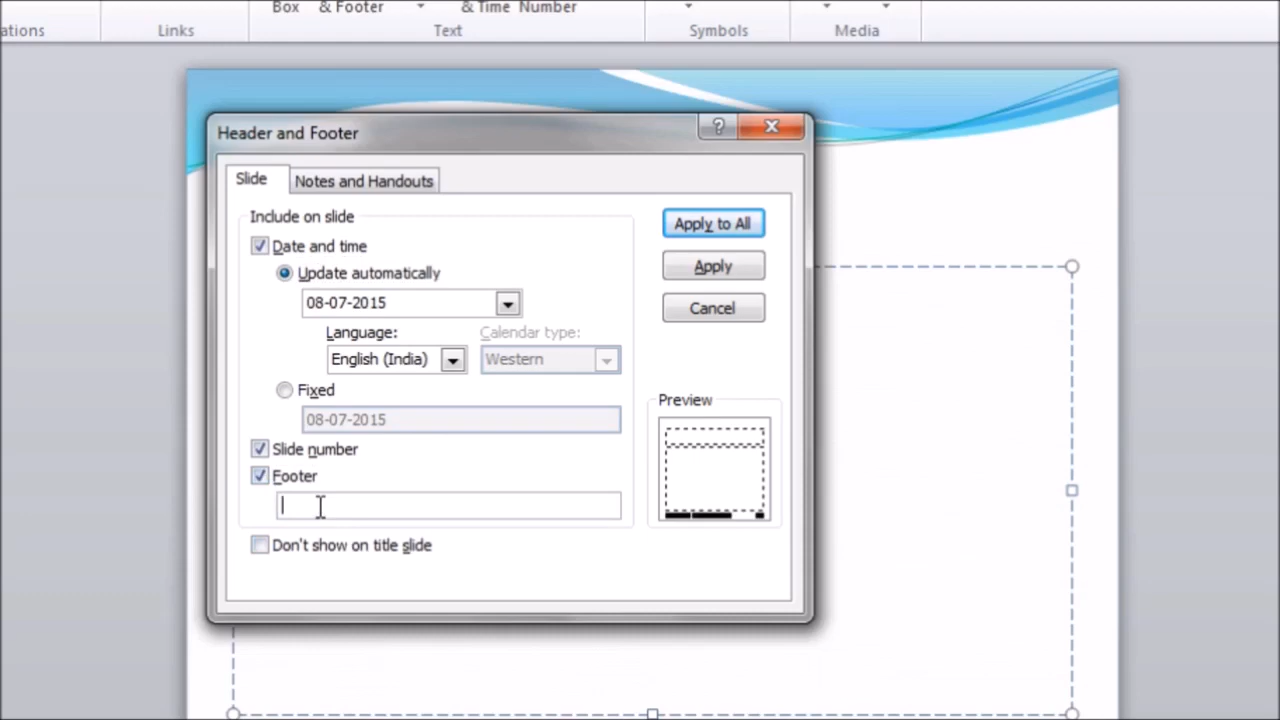 Box & Footer & Time Number
ations Links Text Symbols Media
Header and Footer
Slide Notes and Handouts
Include on slide
Date and time
Update automatically
08-07-2015
Language: Calendar type:
English (India) Western
Fixed
08-07-2015
Slide number
Footer
Don't show on title slide
Apply to All
Apply
Cancel
Preview